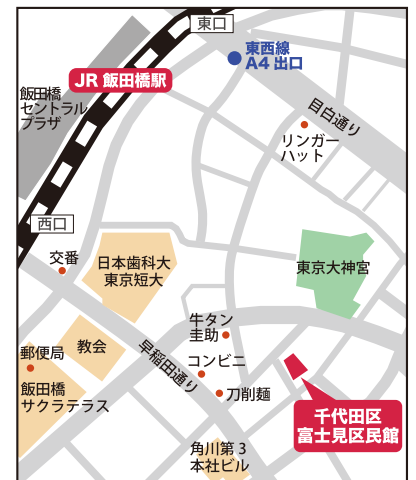 東口
東西線
A4 出口
JR 飯田橋駅
飯田橋
セントラル
プラザ
目白通り
リンガー
ハット
西口
交番
日本歯科大
東京短大
東京大神宮
牛タン
圭助
早稲田通り
教会
郵便局
コンビニ
飯田橋
サクラテラス
刀削麺
千代田区
富士見区民館
角川第3
本社ビル